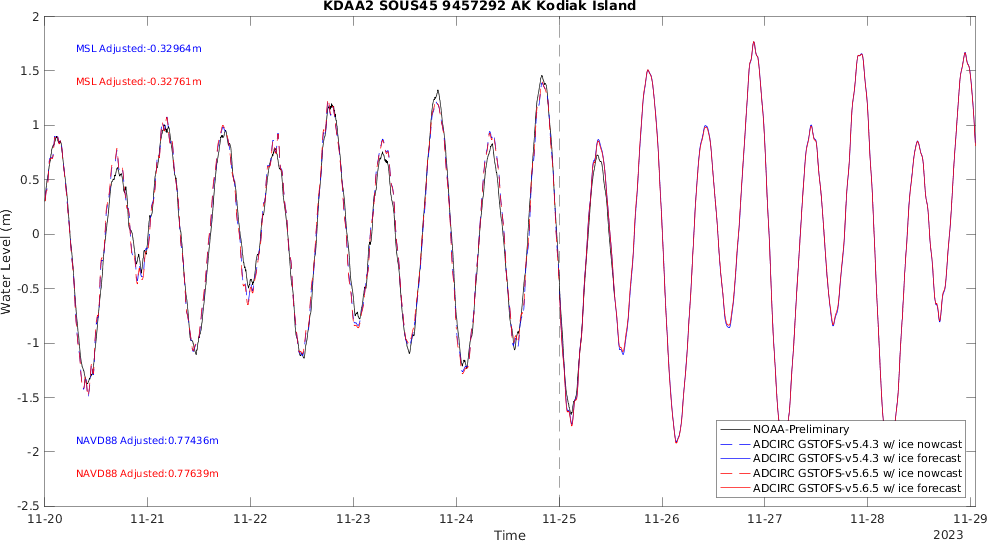 KDAA2 SOUS45 9457292 AK Kodiak Island
2
1.5
1
0.5
0
-0.5
-1
-1.5
-2
-2.5
Water Level (m)
MSL Adjusted:-0.32964m
MSL Adjusted:-0.32761m
NAVD88 Adjusted:0.77436m
NAVD88 Adjusted:0.77639m
NOAA-Preliminary
ADCIRC GSTOFS-v5.4.3 w/ ice nowcast
ADCIRC GSTOFS-v5.4.3 w/ ice forecast
ADCIRC GSTOFS-v5.6.5 w/ ice nowcast
ADCIRC GSTOFS-v5.6.5 w/ ice forecast
11-20 11-21 11-22 11-23 11-24 11-25 11-26 11-27 11-28 11-29
Time
2023